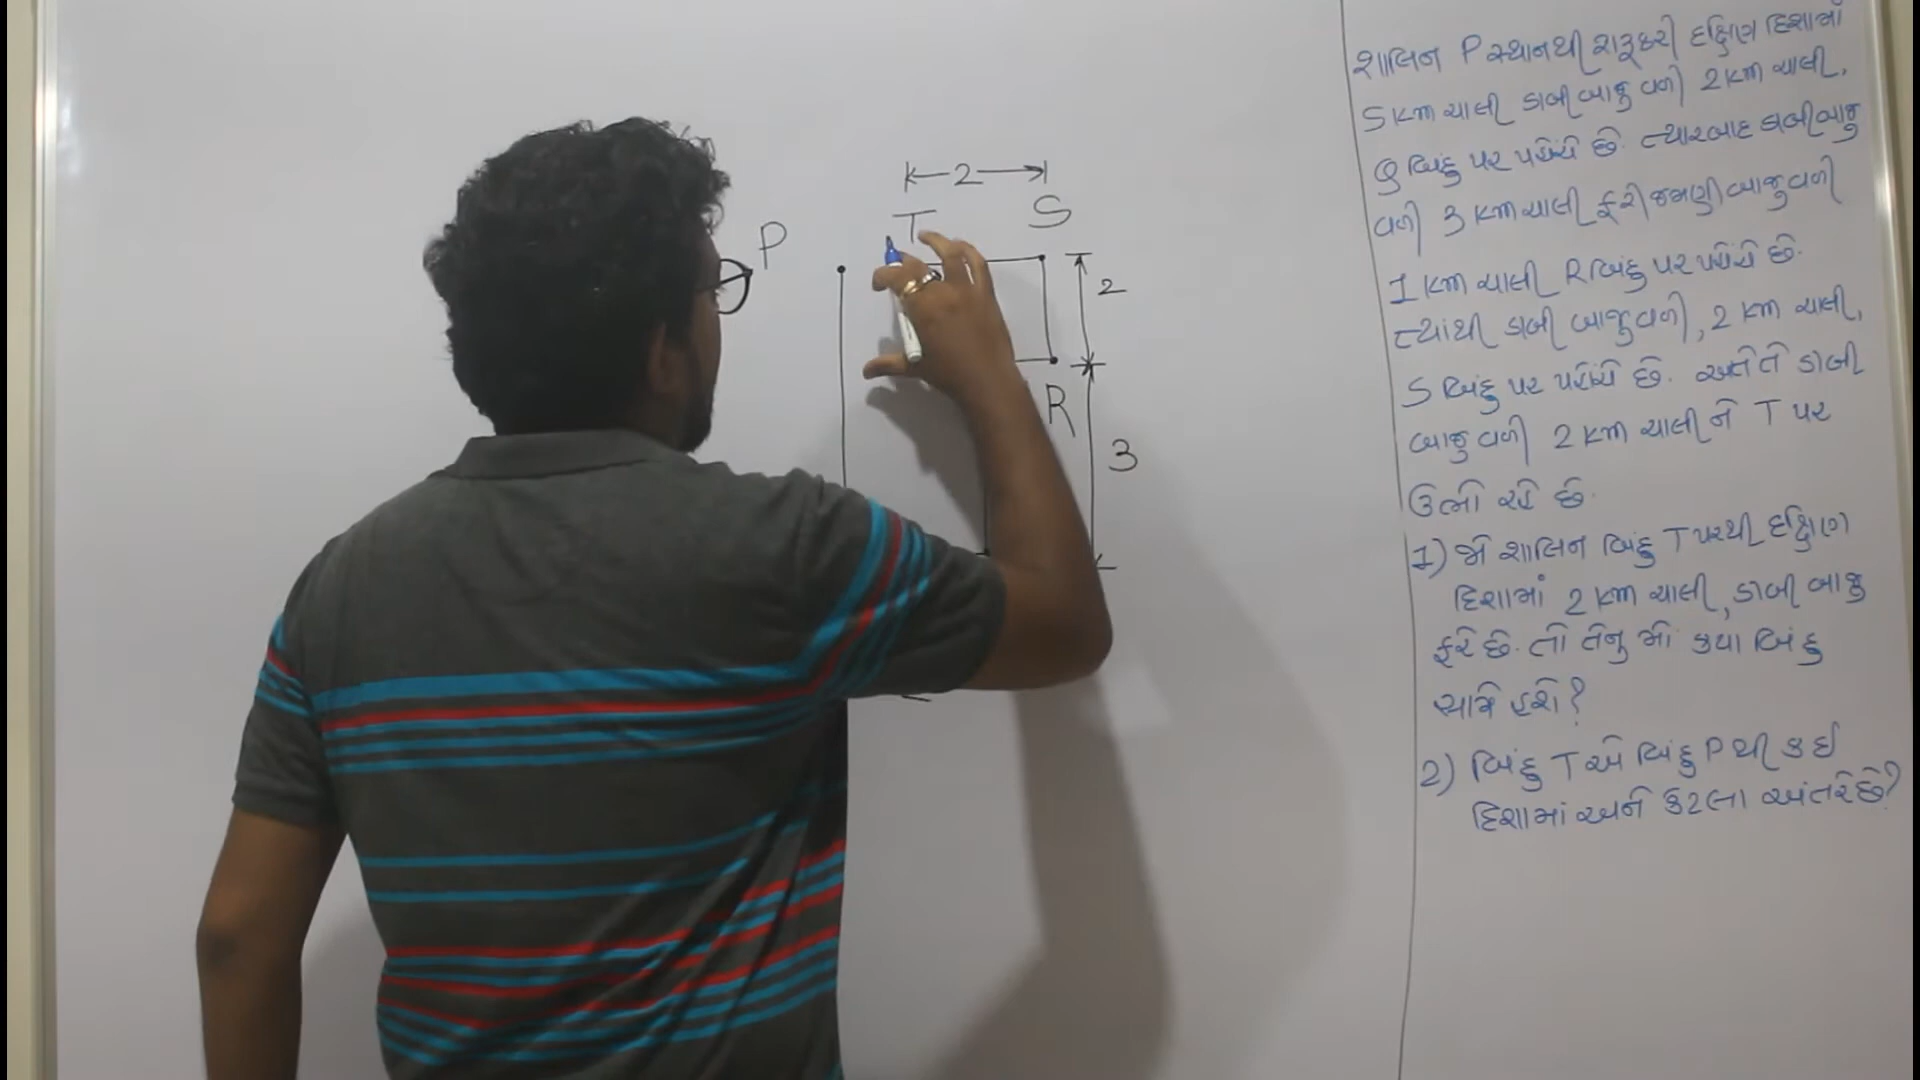 2
T
S
P
2
R
3
શાલિન P સ્થાનથી શરૂકરી દક્ષિણ દિશામાં
5 Km ચાલી ડાબીબાજુ વળી 2 Km ચાલી,
Q બિંદુ પર પહોંચે છે. ત્યારબાદ ડાબીબાજુ
વળી 3 Km ચાલી ફરી જમણીબાજુવળી
1 Km ચાલી R બિંદુ પર પહોંચે છે.
ત્યાંથી ડાબી બાજુવળી, 2 Km ચાલી,
S બિંદુ પર પહોંચે છે. અંતે તે ડાબી
બાજુ વળી 2 Km ચાલીને T પર
ઉભો રહે છે.
1) જો શાલિન બિંદુ T પરથી દક્ષિણ
દિશામાં 2 Km ચાલી, ડાબી બાજુ
ફરે છે. તો તેનુ મોં ક્યા બિંદુ
સામે હશે?
2) બિંદુ T એ બિંદુ P થી કઈ
દિશામાં અને કેટલા અંતરે છે?